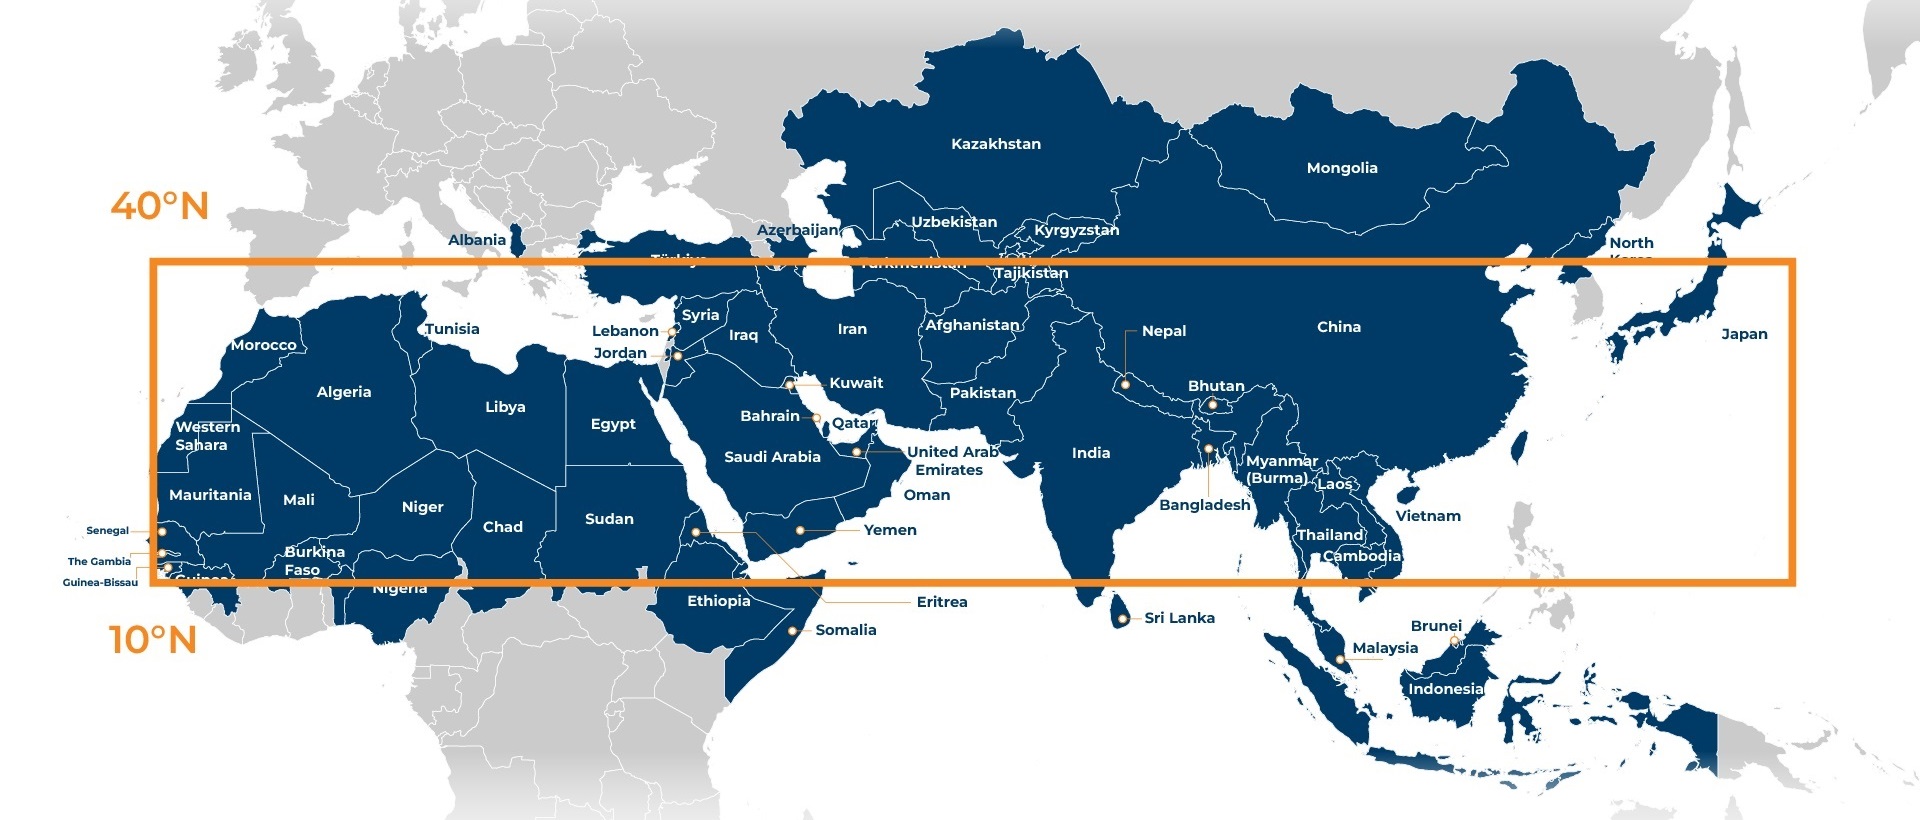 Kazakhstan
Mongolia
40°N
Uzbekistan
Kyrgyzstan
Azerbaijan
Albania
North
Korea
Türkiye
Turkmenistan
Tajikistan
Syria
Tunisia
Lebanon
Iraq
Iran
Afghanistan
Nepal
China
Japan
Morocco
Jordan
Kuwait
Pakistan
Bhutan
Algeria
Libya
Egypt
Bahrain
Qatar
Western
Sahara
Saudi Arabia
United Arab
Emirates
India
Myanmar
(Burma)
Laos
Mauritania
Mali
Niger
Oman
Bangladesh
Vietnam
Chad
Sudan
Senegal
Yemen
Thailand
Burkina
Faso
Cambodia
The Gambia
Guinea-Bissau
Guinea
Nigeria
Ethiopia
Eritrea
10°N
Somalia
Sri Lanka
Brunei
Malaysia
Indonesia